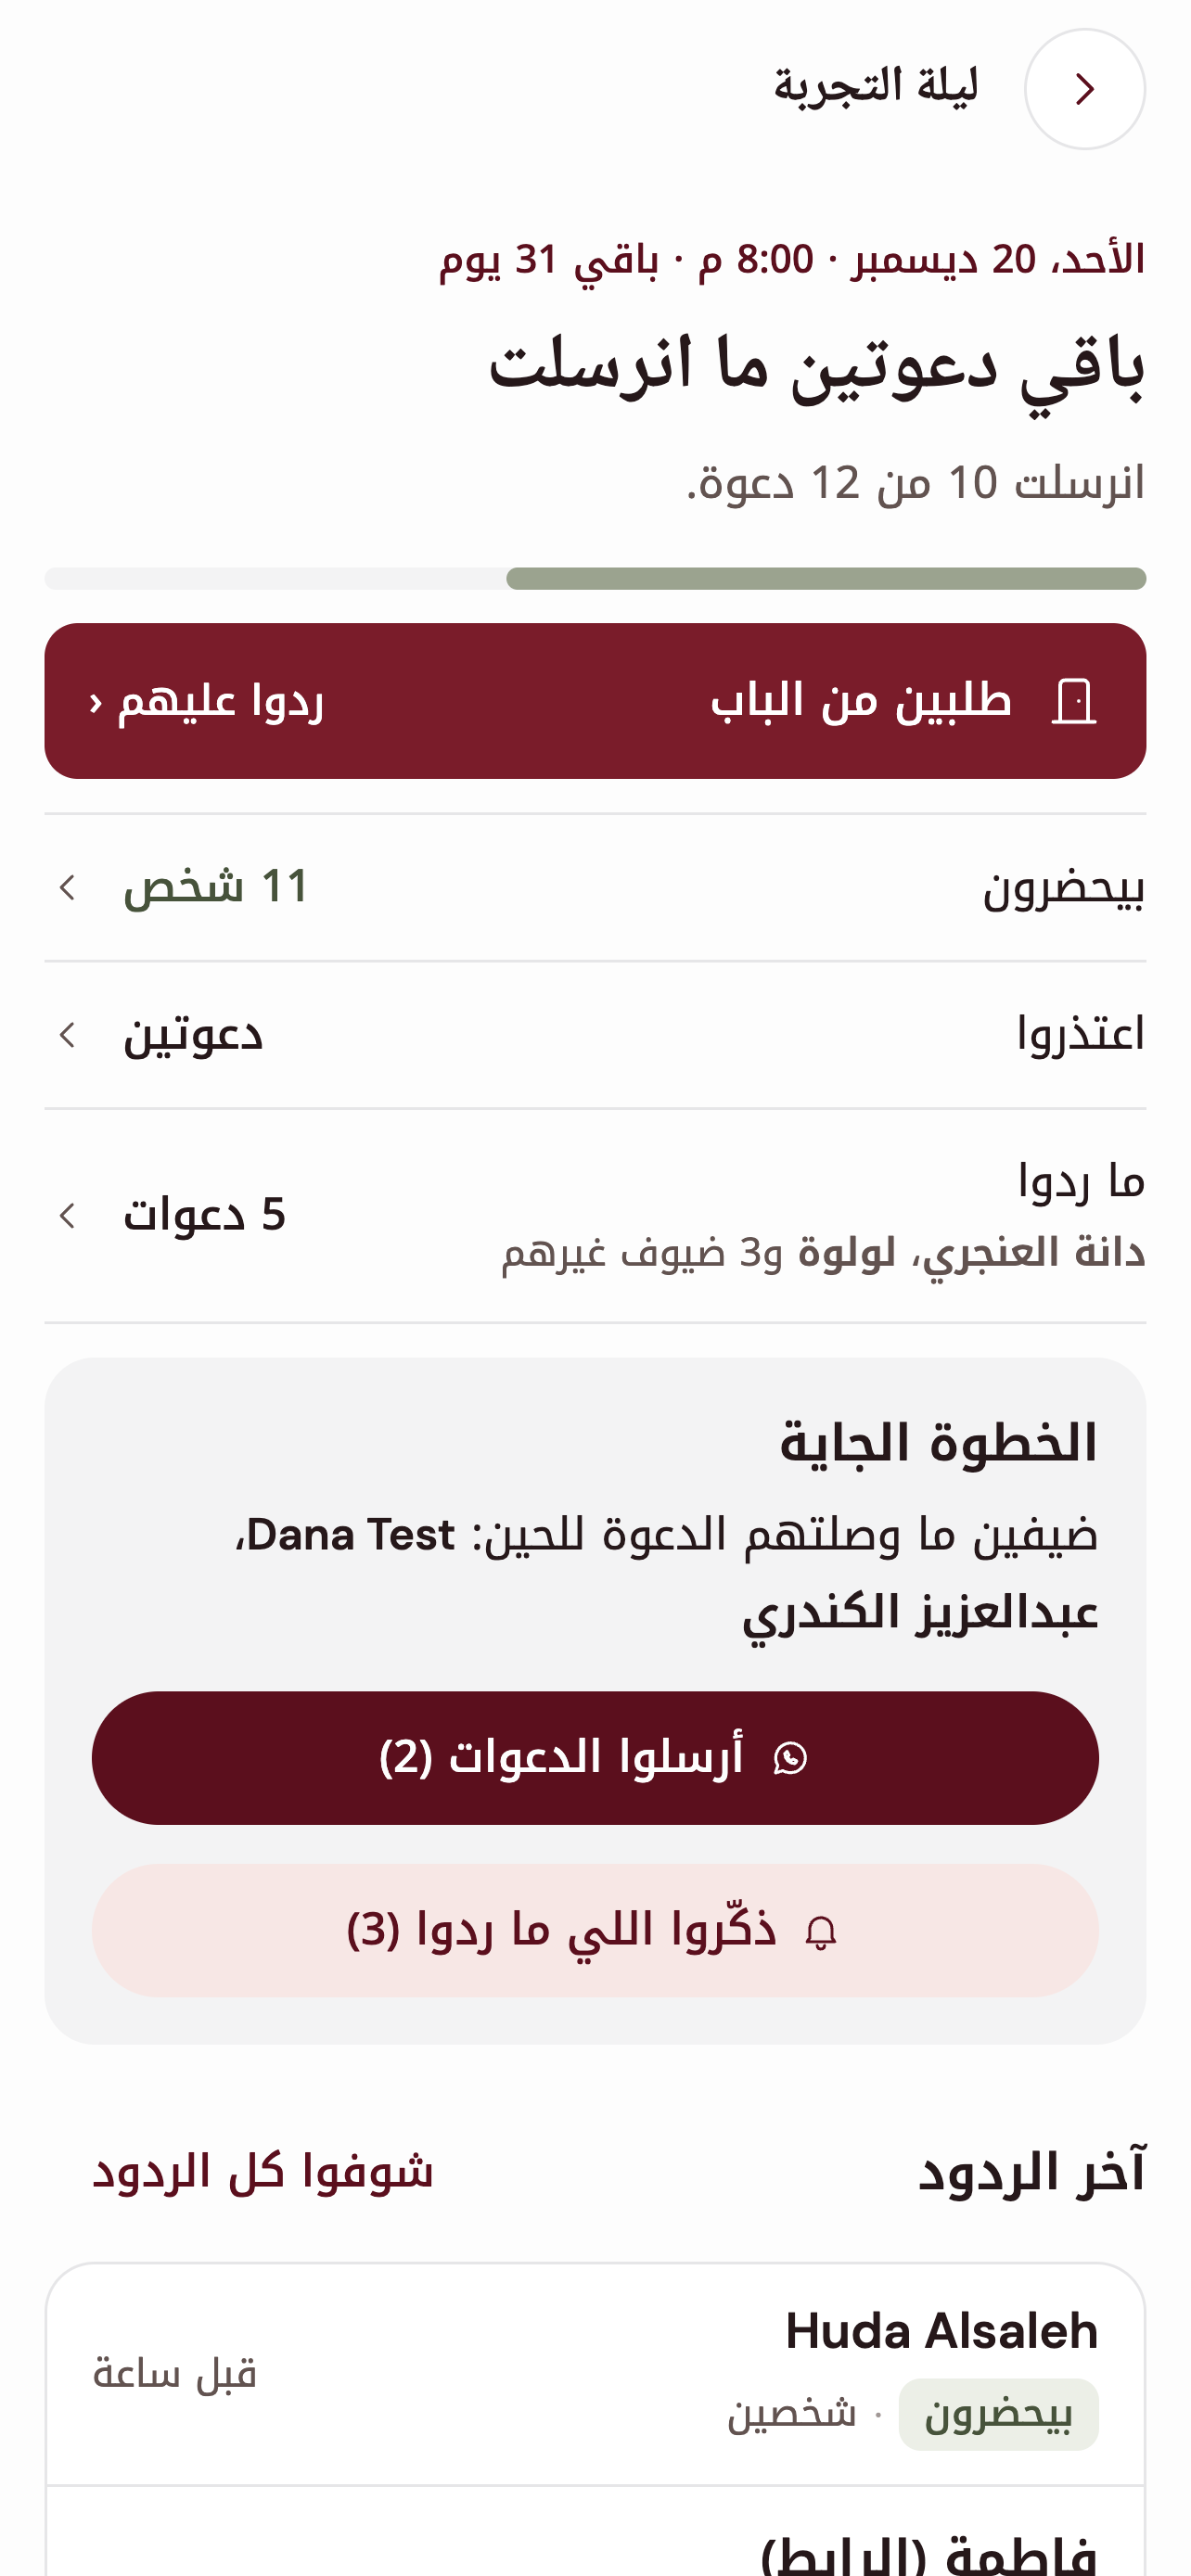 ليلة التجربة
الأحد، 20 ديسمبر · 8:00 م · باقي 31 يوم
باقي دعوتين ما انرسلت
انرسلت 10 من 12 دعوة.
طلبين من الباب ردوا عليهم ‹
بيحضرون 11 شخص
اعتذروا دعوتين
ما ردوا 5 دعوات
دانة العنجري، لولوة و3 ضيوف غيرهم
الخطوة الجاية
ضيفين ما وصلتهم الدعوة للحين: Dana Test،
عبدالعزيز الكندري
أرسلوا الدعوات (2)
ذكّروا اللي ما ردوا (3)
آخر الردود شوفوا كل الردود
Huda Alsaleh
قبل ساعة
بيحضرون · شخصين
فاطمة (الرابط)